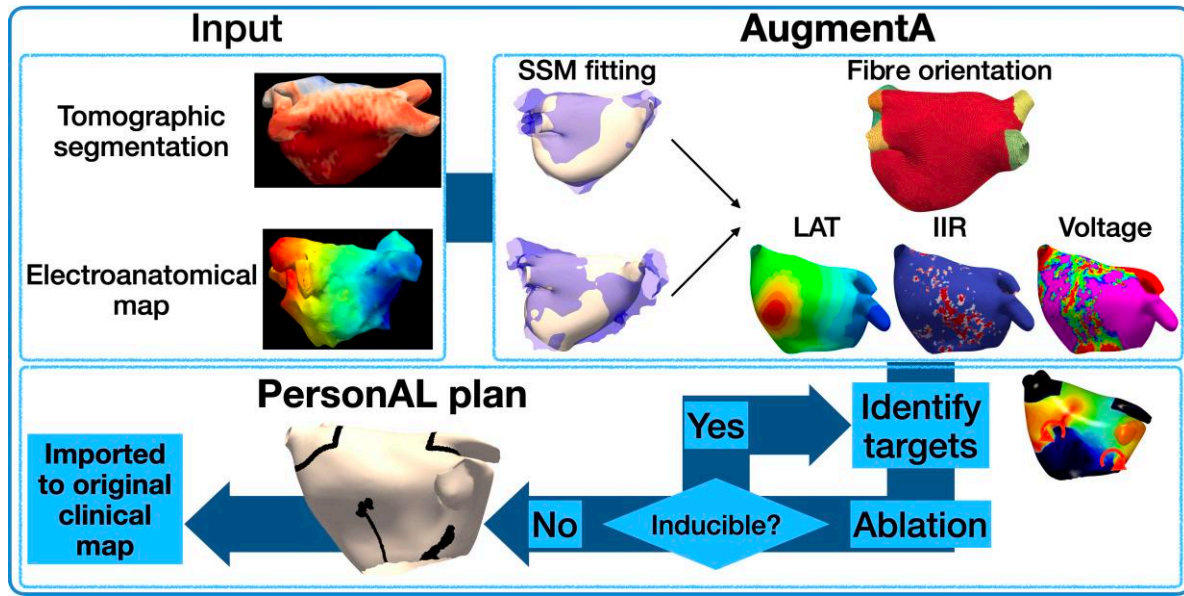 Input
AugmentA
Tomographic
segmentation
Electroanatomical
map
SSM fitting
Fibre orientation
LAT
IIR
Voltage
PersonAL plan
Imported
to original
clinical
map
No
Inducible?
Yes
Identify
targets
Ablation